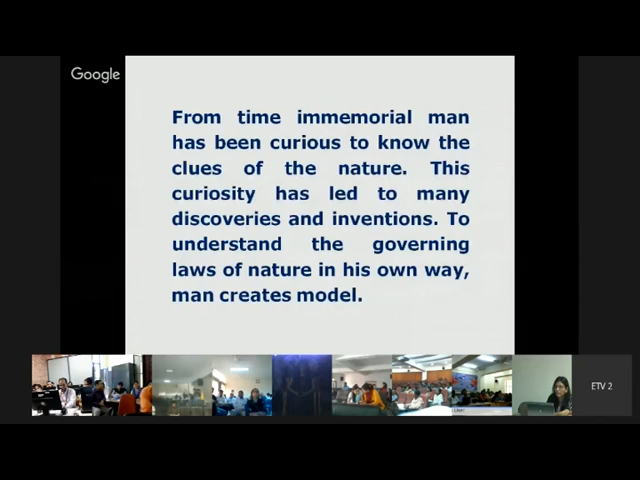 Google
From time immemorial man
has been curious to know the
clues of the nature. This
curiosity has led to many
discoveries and inventions. To
understand the governing
laws of nature in his own way,
man creates model.
ETV 2